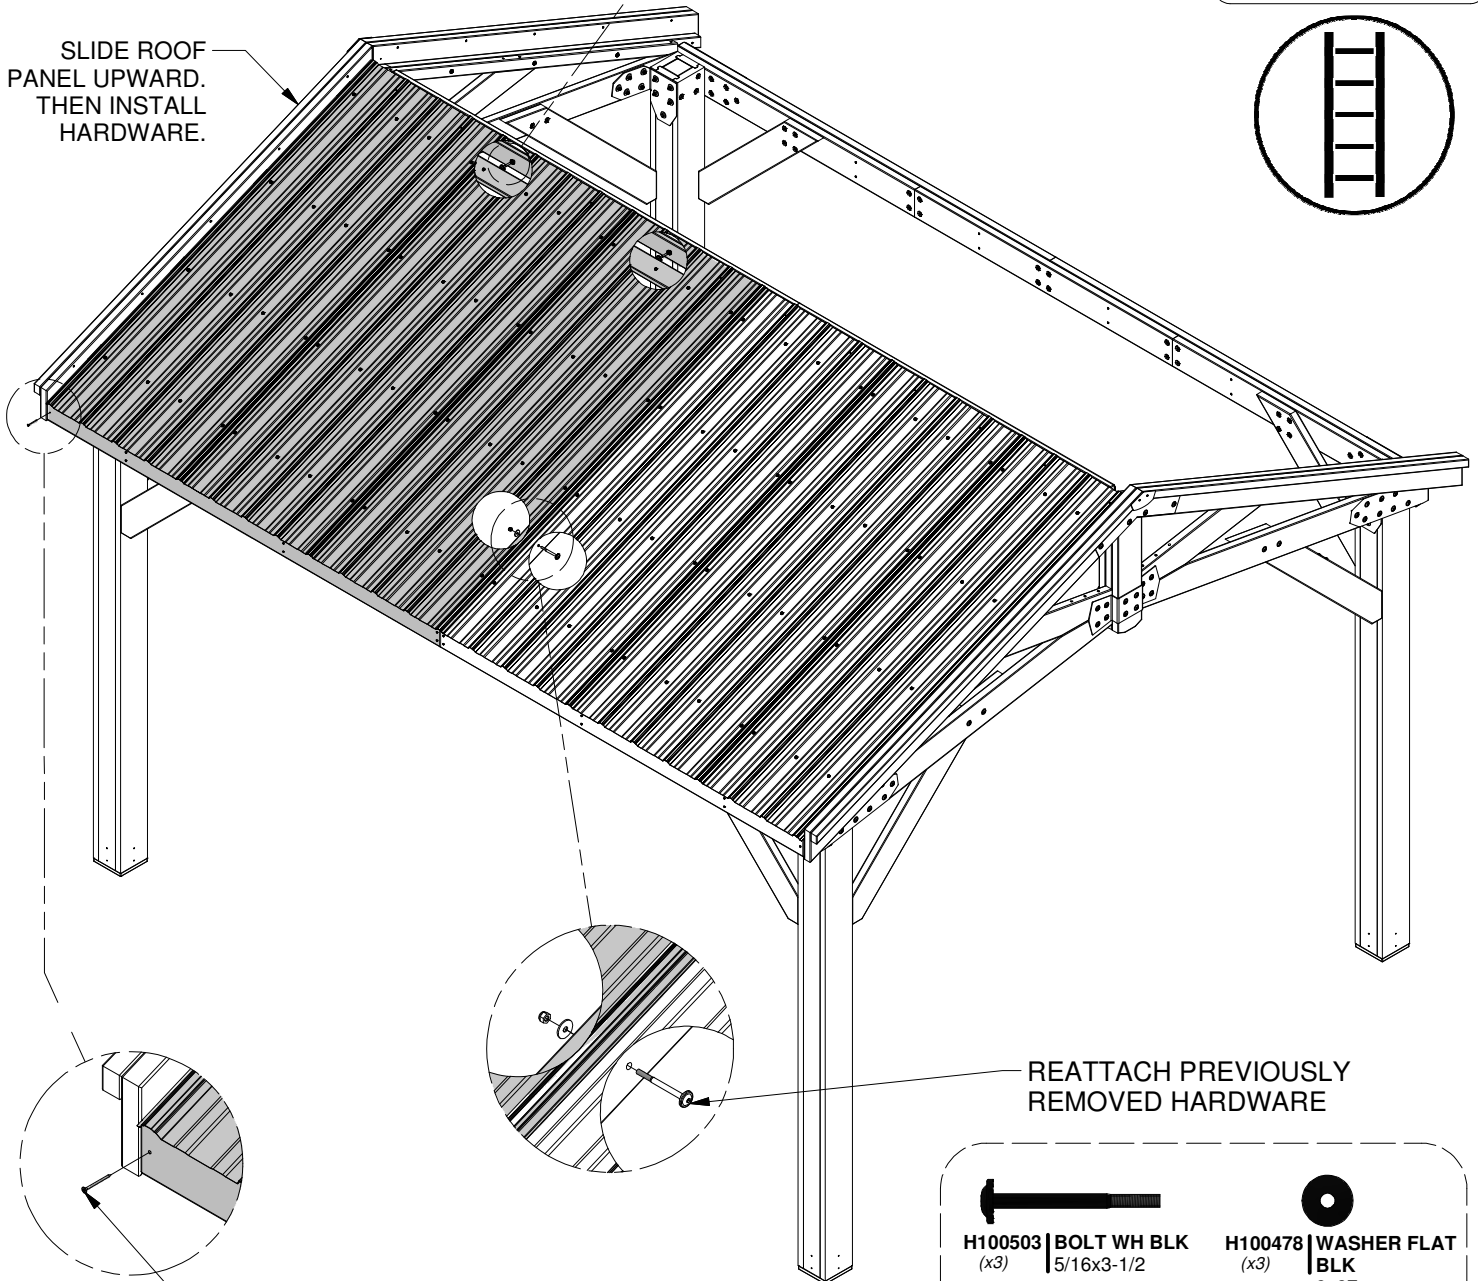 SLIDE ROOF
PANEL UPWARD.
THEN INSTALL
HARDWARE.
REATTACH PREVIOUSLY
REMOVED HARDWARE
H100503 BOLT WH BLK
(x3) 5/16x3-1/2
H100478 WASHER FLAT
(x3) BLK